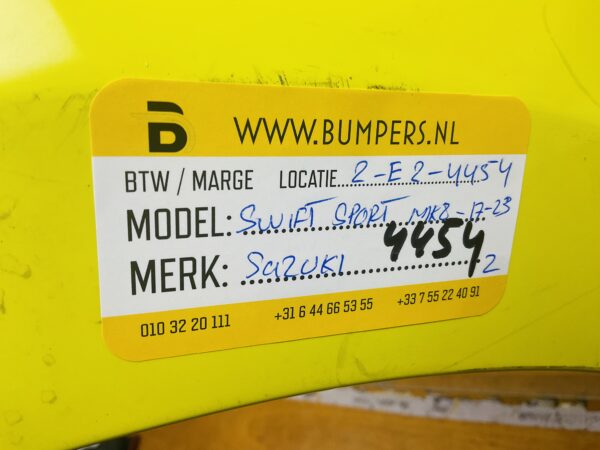 WWW.BUMPERS.NL
BTW / MARGE LOCATIE 2-E2-4454
MODEL: SWIFT SPORT MK8-17-23
MERK: SUZUKI 4454 2
010 32 20 111 +31 6 44 66 53 55 +33 7 55 22 40 91